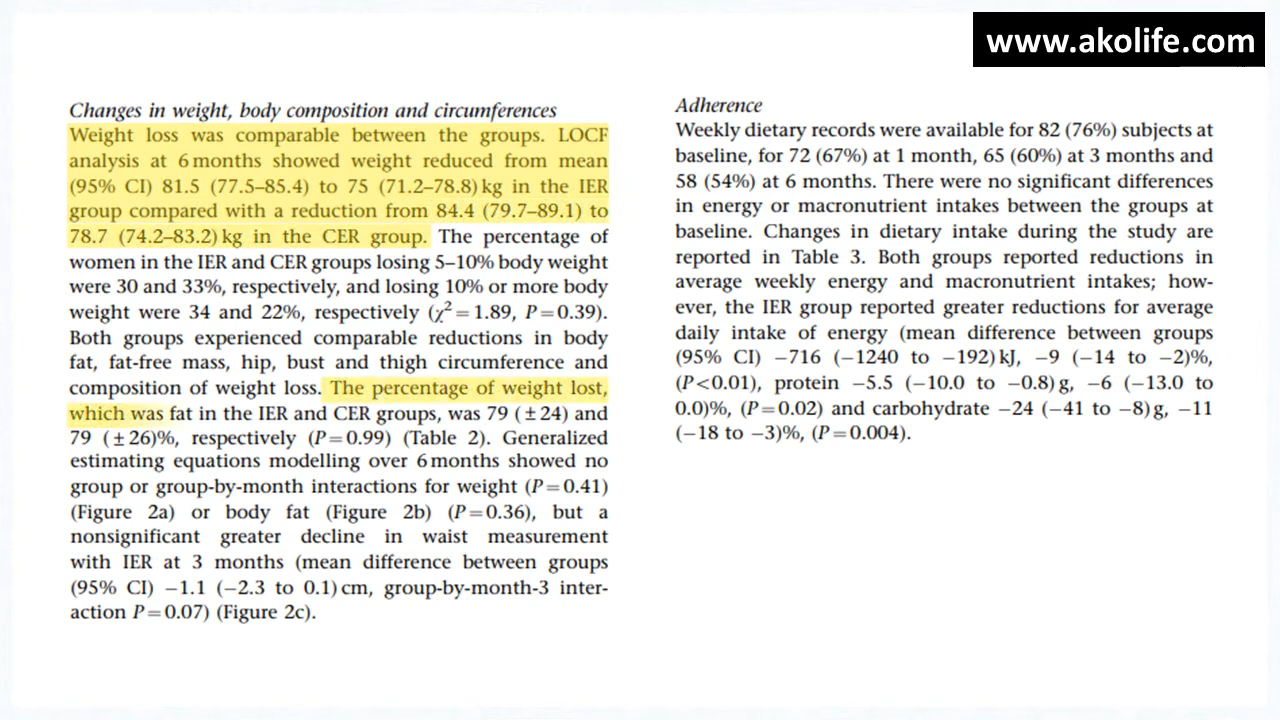 www.akolife.com
Changes in weight, body composition and circumferences
Weight loss was comparable between the groups. LOCF
analysis at 6 months showed weight reduced from mean
(95% CI) 81.5 (77.5–85.4) to 75 (71.2–78.8) kg in the IER
group compared with a reduction from 84.4 (79.7–89.1) to
78.7 (74.2–83.2) kg in the CER group. The percentage of
women in the IER and CER groups losing 5–10% body weight
were 30 and 33%, respectively, and losing 10% or more body
weight were 34 and 22%, respectively (χ² = 1.89, P = 0.39).
Both groups experienced comparable reductions in body
fat, fat-free mass, hip, bust and thigh circumference and
composition of weight loss. The percentage of weight lost,
which was fat in the IER and CER groups, was 79 (± 24) and
79 (± 26)%, respectively (P = 0.99) (Table 2). Generalized
estimating equations modelling over 6 months showed no
group or group-by-month interactions for weight (P = 0.41)
(Figure 2a) or body fat (Figure 2b) (P = 0.36), but a
nonsignificant greater decline in waist measurement
with IER at 3 months (mean difference between groups
(95% CI) −1.1 (−2.3 to 0.1) cm, group-by-month-3 inter-
action P = 0.07) (Figure 2c).
Adherence
Weekly dietary records were available for 82 (76%) subjects at
baseline, for 72 (67%) at 1 month, 65 (60%) at 3 months and
58 (54%) at 6 months. There were no significant differences
in energy or macronutrient intakes between the groups at
baseline. Changes in dietary intake during the study are
reported in Table 3. Both groups reported reductions in
average weekly energy and macronutrient intakes; how-
ever, the IER group reported greater reductions for average
daily intake of energy (mean difference between groups
(95% CI) −716 (−1240 to −192) kJ, −9 (−14 to −2)%,
(P<0.01), protein −5.5 (−10.0 to −0.8) g, −6 (−13.0 to
0.0)%, (P = 0.02) and carbohydrate −24 (−41 to −8) g, −11
(−18 to −3)%, (P = 0.004).